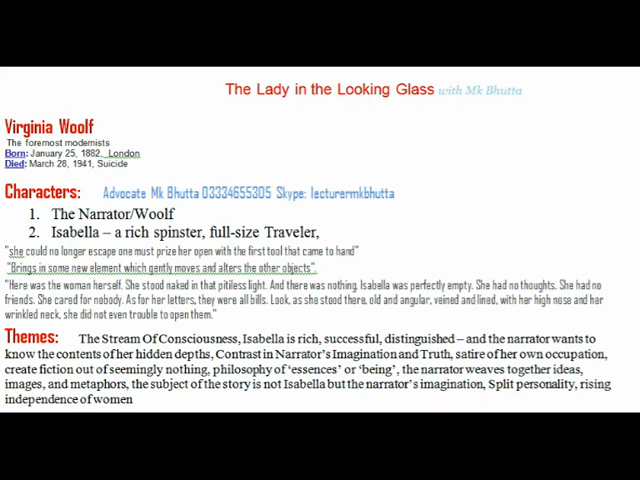 The Lady in the Looking Glass with Mk Bhutta
Virginia Woolf
The foremost modernists
Born: January 25, 1882, London
Died: March 28, 1941, Suicide
Characters: Advocate Mk Bhutta 03334655305 Skype: lecturermkbhutta
1. The Narrator/Woolf
2. Isabella – a rich spinster, full-size Traveler,
"she could no longer escape one must prize her open with the first tool that came to hand"
"Brings in some new element which gently moves and alters the other objects".
"Here was the woman herself. She stood naked in that pitiless light. And there was nothing. Isabella was perfectly empty. She had no thoughts. She had no
friends. She cared for nobody. As for her letters, they were all bills. Look, as she stood there, old and angular, veined and lined, with her high nose and her
wrinkled neck, she did not even trouble to open them."
Themes: The Stream Of Consciousness, Isabella is rich, successful, distinguished – and the narrator wants to
know the contents of her hidden depths, Contrast in Narrator's Imagination and Truth, satire of her own occupation,
create fiction out of seemingly nothing, philosophy of 'essences' or 'being', the narrator weaves together ideas,
images, and metaphors, the subject of the story is not Isabella but the narrator's imagination, Split personality, rising
independence of women